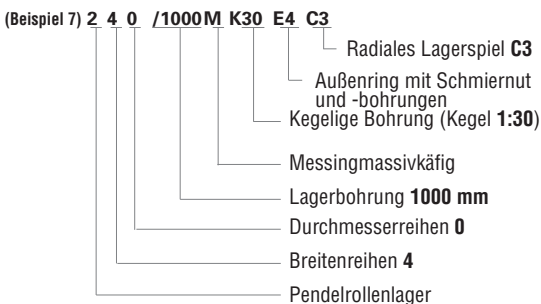 (Beispiel 7) 2 4 0 /1000 M K30 E4 C3
Radiales Lagerspiel C3
Außenring mit Schmiernut
und -bohrungen
Kegelige Bohrung (Kegel 1:30)
Messingmassivkäfig
Lagerbohrung 1000 mm
Durchmesserreihen 0
Breitenreihen 4
Pendelrollenlager